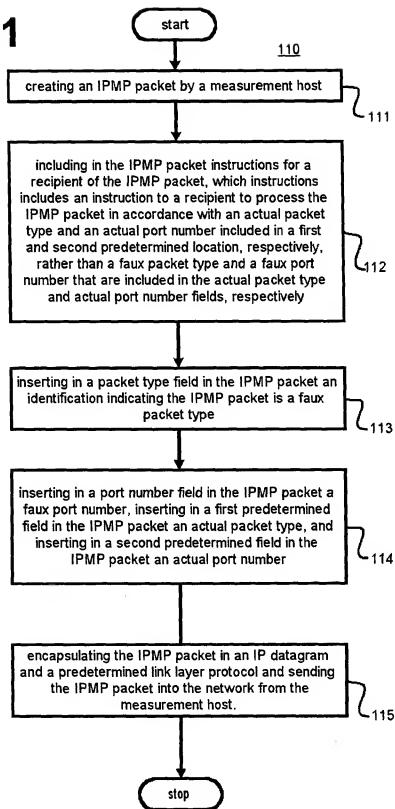 1
start
110
creating an IPMP packet by a measurement host
111
including in the IPMP packet instructions for a
recipient of the IPMP packet, which instructions
includes an instruction to a recipient to process the
IPMP packet in accordance with an actual packet
type and an actual port number included in a first
and second predetermined location, respectively,
rather than a faux packet type and a faux port
number that are included in the actual packet type
and actual port number fields, respectively
112
inserting in a packet type field in the IPMP packet an
identification indicating the IPMP packet is a faux
packet type
113
inserting in a port number field in the IPMP packet a
faux port number, inserting in a first predetermined
field in the IPMP packet an actual packet type, and
inserting in a second predetermined field in the
IPMP packet an actual port number
114
encapsulating the IPMP packet in an IP datagram
and a predetermined link layer protocol and sending
the IPMP packet into the network from the
measurement host.
115
stop